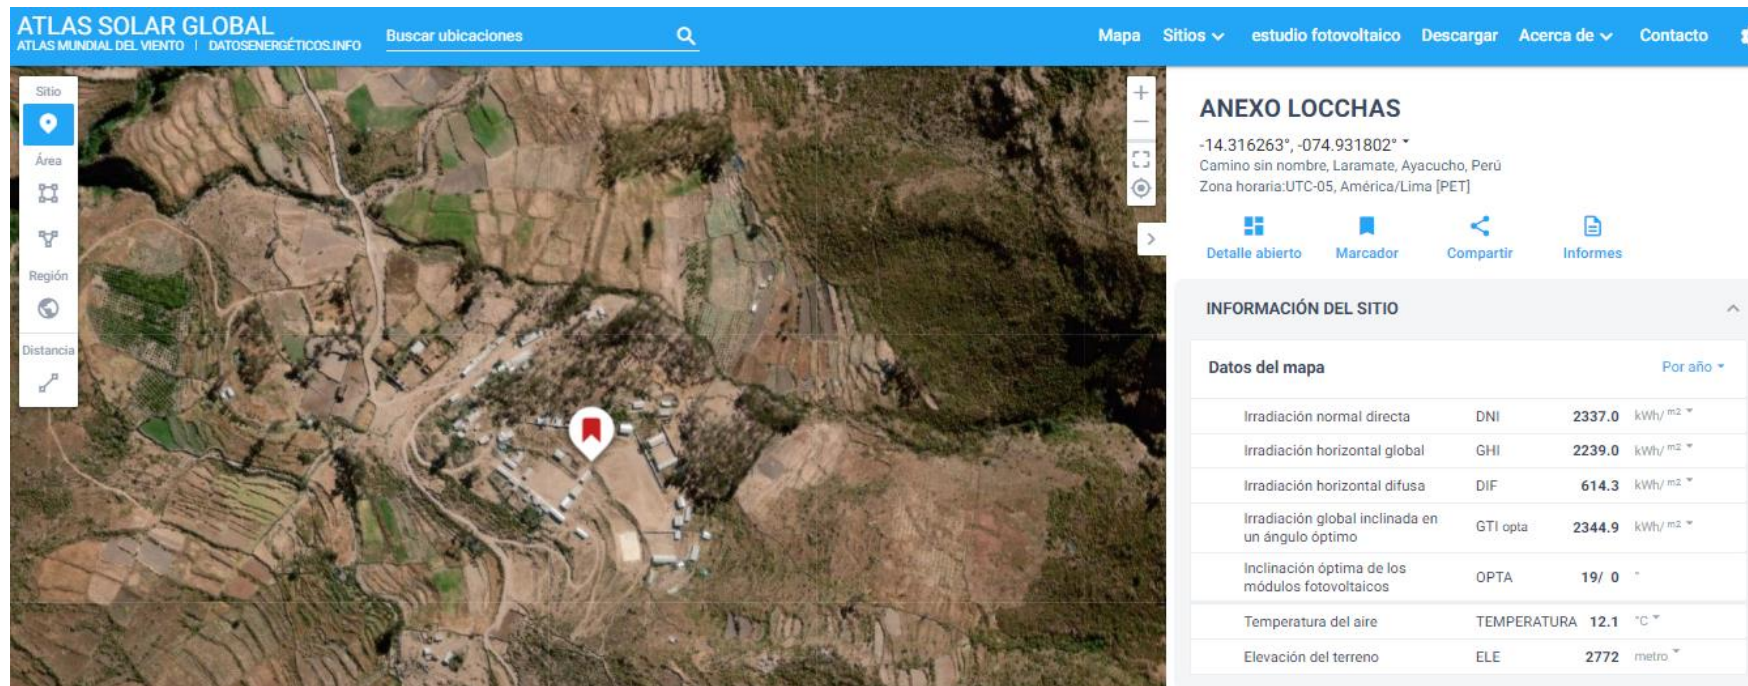 ATLAS SOLAR GLOBAL
ATLAS MUNDIAL DEL VIENTO | DATOSENERGÉTICOS.INFO
Buscar ubicaciones
Mapa Sitios estudio fotovoltaico Descargar Acerca de Contacto
Sitio
Área
Región
Distancia
ANEXO LOCCHAS
-14.316263°, -074.931802°
Camino sin nombre, Laramate, Ayacucho, Perú
Zona horaria:UTC-05, América/Lima [PET]
Detalle abierto Marcador Compartir Informes
INFORMACIÓN DEL SITIO
Datos del mapa Por año
Irradiación normal directa DNI 2337.0 kWh/ m2
Irradiación horizontal global GHI 2239.0 kWh/ m2
Irradiación horizontal difusa DIF 614.3 kWh/ m2
Irradiación global inclinada en
un ángulo óptimo GTI opta 2344.9 kWh/ m2
Inclinación óptima de los
módulos fotovoltaicos OPTA 19/ 0 °
Temperatura del aire TEMPERATURA 12.1 °C
Elevación del terreno ELE 2772 metro